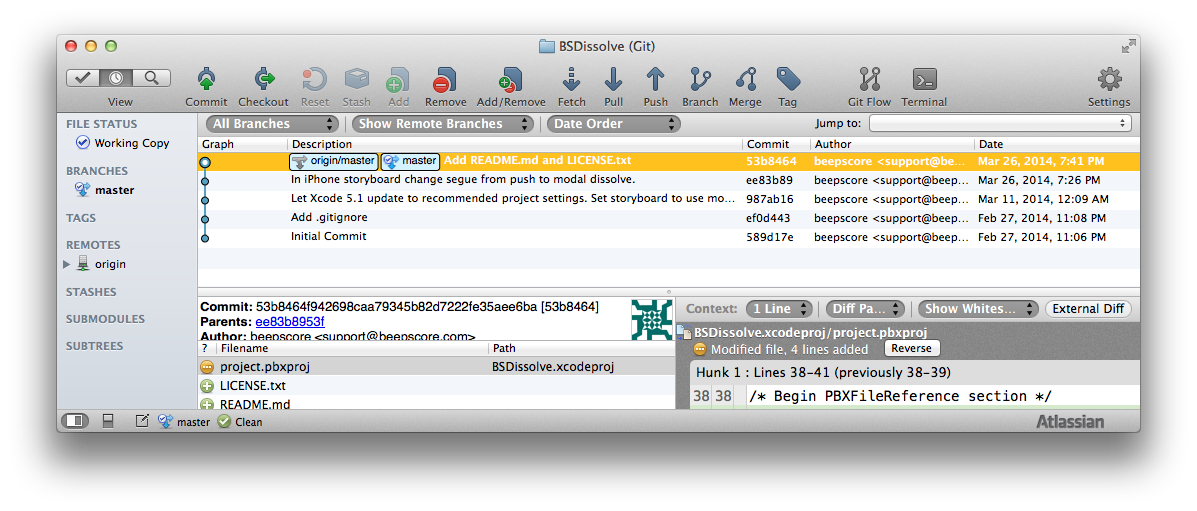 BSDissolve (Git)
View Commit Checkout Reset Stash Add Remove Add/Remove Fetch Pull Push Branch Merge Tag Git Flow Terminal Settings
FILE STATUS
Working Copy
BRANCHES
master
TAGS
REMOTES
origin
STASHES
SUBMODULES
SUBTREES
All Branches Show Remote Branches Date Order Jump to:
Graph Description Commit Author Date
origin/master master Add README.md and LICENSE.txt 53b8464 beepscore <support@be... Mar 26, 2014, 7:41 PM
In iPhone storyboard change segue from push to modal dissolve. ee83b89 beepscore <support@beep... Mar 26, 2014, 7:26 PM
Let Xcode 5.1 update to recommended project settings. Set storyboard to use mo... 987ab16 beepscore <support@beep... Mar 11, 2014, 12:09 AM
Add .gitignore ef0d443 beepscore <support@beep... Feb 27, 2014, 11:08 PM
Initial Commit 589d17e beepscore <support@beep... Feb 27, 2014, 11:06 PM
Commit: 53b8464f942698caa79345b82d7222fe35aee6ba [53b8464]
Parents: ee83b8953f
Author: beepscore <support@beepscore.com>
? Filename Path
project.pbxproj BSDissolve.xcodeproj
LICENSE.txt
README.md
Context: 1 Line Diff Pa... Show Whites... External Diff
BSDissolve.xcodeproj/project.pbxproj
Modified file, 4 lines added Reverse
Hunk 1 : Lines 38-41 (previously 38-39)
38 38 /* Begin PBXFileReference section */
master Clean Atlassian